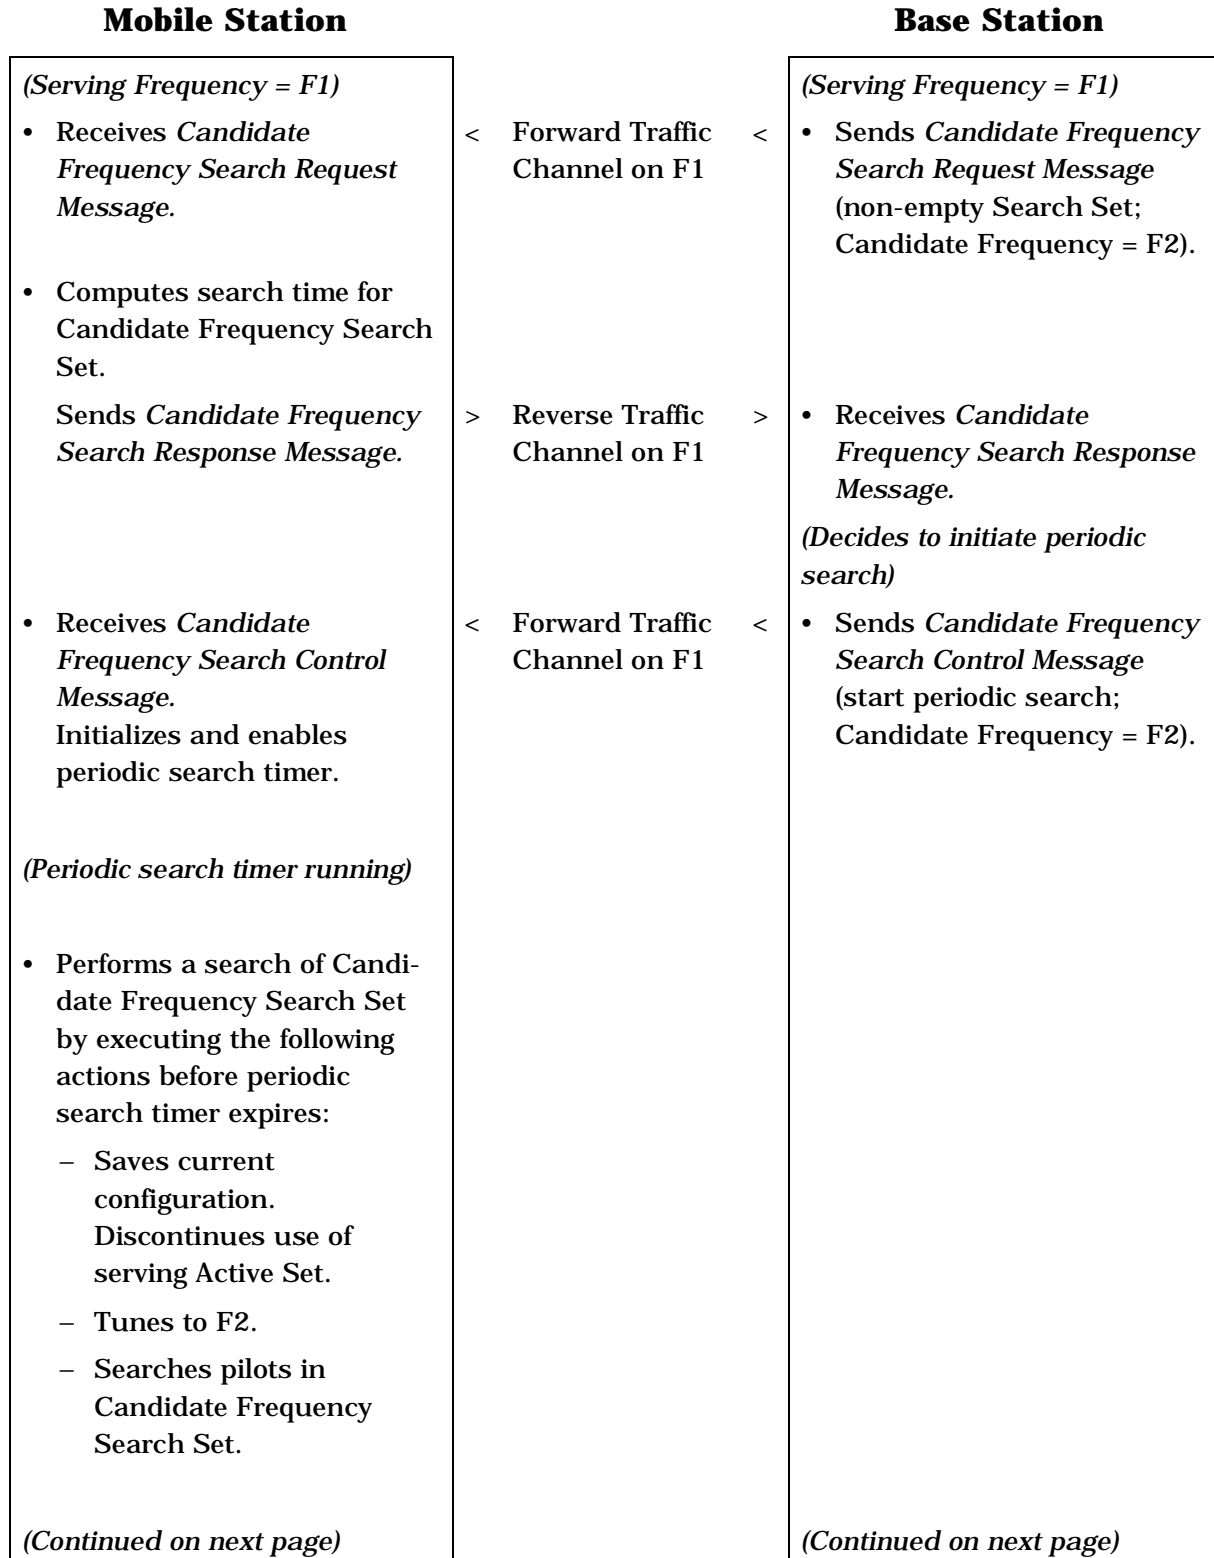 Mobile Station
Base Station
(Serving Frequency = F1)
(Serving Frequency = F1)
• Receives Candidate
Frequency Search Request
Message.
< Forward Traffic <
Channel on F1
• Sends Candidate Frequency
Search Request Message
(non-empty Search Set;
Candidate Frequency = F2).
• Computes search time for
Candidate Frequency Search
Set.
Sends Candidate Frequency
Search Response Message.
> Reverse Traffic >
Channel on F1
• Receives Candidate
Frequency Search Response
Message.
(Decides to initiate periodic
search)
• Receives Candidate
Frequency Search Control
Message.
Initializes and enables
periodic search timer.
< Forward Traffic <
Channel on F1
• Sends Candidate Frequency
Search Control Message
(start periodic search;
Candidate Frequency = F2).
(Periodic search timer running)
• Performs a search of Candi-
date Frequency Search Set
by executing the following
actions before periodic
search timer expires:
– Saves current
configuration.
Discontinues use of
serving Active Set.
– Tunes to F2.
– Searches pilots in
Candidate Frequency
Search Set.
(Continued on next page)
(Continued on next page)